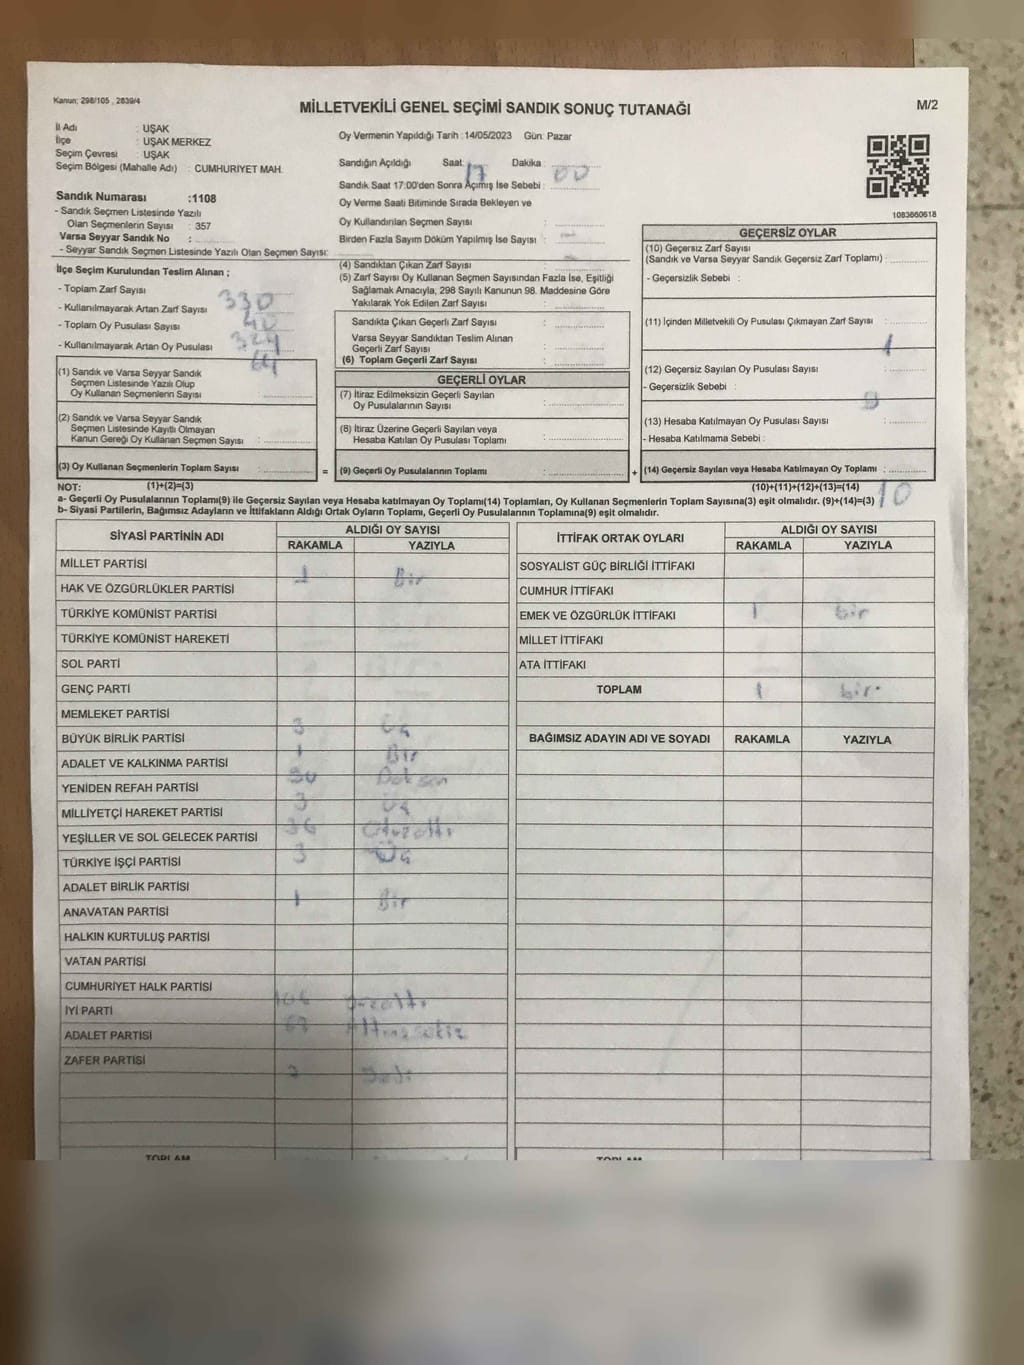 Kanun: 298/105 , 2839/4
MİLLETVEKİLİ GENEL SEÇİMİ SANDIK SONUÇ TUTANAĞI
M/2
İl Adı : UŞAK
İlçe : UŞAK MERKEZ
Seçim Çevresi : UŞAK
Seçim Bölgesi (Mahalle Adı) : CUMHURİYET MAH.
Sandık Numarası :1108
- Sandık Seçmen Listesinde Yazılı
Olan Seçmenlerin Sayısı : 357
Varsa Seyyar Sandık No :
- Seyyar Sandık Seçmen Listesinde Yazılı Olan Seçmen Sayısı:
Oy Vermenin Yapıldığı Tarih :14/05/2023 Gün: Pazar
Sandığın Açıldığı Saat: 17 Dakika : 00
Sandık Saat 17:00'den Sonra Açımış İse Sebebi :
Oy Verme Saati Bitiminde Sırada Bekleyen ve
Oy Kullandırılan Seçmen Sayısı :
Birden Fazla Sayım Döküm Yapılmış İse Sayısı : -
1083660618
İlçe Seçim Kurulundan Teslim Alınan ;
- Toplam Zarf Sayısı 330
- Kullanılmayarak Artan Zarf Sayısı 40
- Toplam Oy Pusulası Sayısı 324
- Kullanılmayarak Artan Oy Pusulası 64
(1) Sandık ve Varsa Seyyar Sandık
Seçmen Listesinde Yazılı Olup
Oy Kullanan Seçmenlerin Sayısı :
(2) Sandık ve Varsa Seyyar Sandık
Seçmen Listesinde Kayıtlı Olmayan
Kanun Gereği Oy Kullanan Seçmen Sayısı :
(3) Oy Kullanan Seçmenlerin Toplam Sayısı :
(4) Sandıktan Çıkan Zarf Sayısı :
(5) Zarf Sayısı Oy Kullanan Seçmen Sayısından Fazla İse, Eşitliği
Sağlamak Amacıyla, 298 Sayılı Kanunun 98. Maddesine Göre
Yakılarak Yok Edilen Zarf Sayısı :
Sandıkta Çıkan Geçerli Zarf Sayısı :
Varsa Seyyar Sandıktan Teslim Alınan
Geçerli Zarf Sayısı :
(6) Toplam Geçerli Zarf Sayısı :
GEÇERLİ OYLAR
(7) İtiraz Edilmeksizin Geçerli Sayılan
Oy Pusulalarının Sayısı :
(8) İtiraz Üzerine Geçerli Sayılan veya
Hesaba Katılan Oy Pusulası Toplamı :
= (9) Geçerli Oy Pusulalarının Toplamı :
GEÇERSİZ OYLAR
(10) Geçersiz Zarf Sayısı
(Sandık ve Varsa Seyyar Sandık Geçersiz Zarf Toplamı) :
- Geçersizlik Sebebi :
(11) İçinden Milletvekili Oy Pusulası Çıkmayan Zarf Sayısı : 1
(12) Geçersiz Sayılan Oy Pusulası Sayısı :
- Geçersizlik Sebebi : 9
(13) Hesaba Katılmayan Oy Pusulası Sayısı :
- Hesaba Katılmama Sebebi :
+ (14) Geçersiz Sayılan veya Hesaba Katılmayan Oy Toplamı : 10
NOT: (1)+(2)=(3) (10)+(11)+(12)+(13)=(14)
a- Geçerli Oy Pusulalarının Toplamı(9) ile Geçersiz Sayılan veya Hesaba katılmayan Oy Toplamı(14) Toplamları, Oy Kullanan Seçmenlerin Toplam Sayısına(3) eşit olmalıdır. (9)+(14)=(3)
b- Siyasi Partilerin, Bağımsız Adayların ve İttifakların Aldığı Ortak Oyların Toplamı, Geçerli Oy Pusulalarının Toplamına(9) eşit olmalıdır.
SİYASİ PARTİNİN ADI ALDIĞI OY SAYISI
RAKAMLA YAZIYLA
MİLLET PARTİSİ 1 Bir
HAK VE ÖZGÜRLÜKLER PARTİSİ
TÜRKİYE KOMÜNİST PARTİSİ
TÜRKİYE KOMÜNİST HAREKETİ
SOL PARTİ
GENÇ PARTİ
MEMLEKET PARTİSİ 3 Üç
BÜYÜK BİRLİK PARTİSİ 1 Bir
ADALET VE KALKINMA PARTİSİ 90 Doksan
YENİDEN REFAH PARTİSİ 3 Üç
MİLLİYETÇİ HAREKET PARTİSİ 36 Otuzaltı
YEŞİLLER VE SOL GELECEK PARTİSİ 3 Üç
TÜRKİYE İŞÇİ PARTİSİ
ADALET BİRLİK PARTİSİ 1 Bir
ANAVATAN PARTİSİ
HALKIN KURTULUŞ PARTİSİ
VATAN PARTİSİ
CUMHURİYET HALK PARTİSİ 106 Yüzaltı
İYİ PARTİ 68 Altmışsekiz
ADALET PARTİSİ
ZAFER PARTİSİ 7 Yedi
TOPLAM
İTTİFAK ORTAK OYLARI ALDIĞI OY SAYISI
RAKAMLA YAZIYLA
SOSYALİST GÜÇ BİRLİĞİ İTTİFAKI
CUMHUR İTTİFAKI
EMEK VE ÖZGÜRLÜK İTTİFAKI 1 bir
MİLLET İTTİFAKI
ATA İTTİFAKI
TOPLAM 1 bir
BAĞIMSIZ ADAYIN ADI VE SOYADI RAKAMLA YAZIYLA
TOPLAM